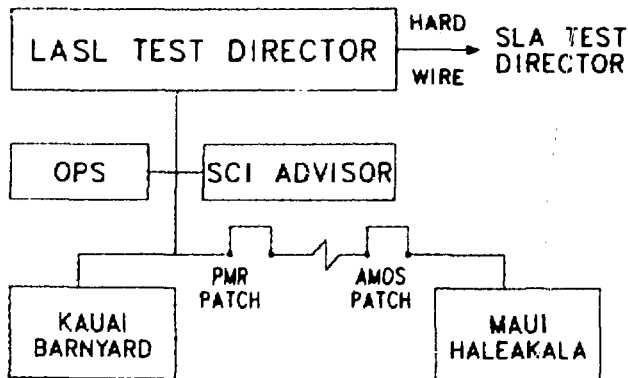 LASL TEST DIRECTOR
HARD
WIRE
SLA TEST
DIRECTOR
OPS
SCI ADVISOR
PMR
PATCH
AMOS
PATCH
KAUAI
BARNYARD
MAUI
HALEAKALA